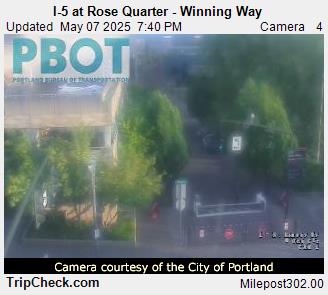 I-5 at Rose Quarter - Winning Way
Updated May 07 2025 7:40 PM Camera 4
PBOT
PORTLAND BUREAU OF TRANSPORTATION
Camera courtesy of the City of Portland
TripCheck.com Milepost302.00